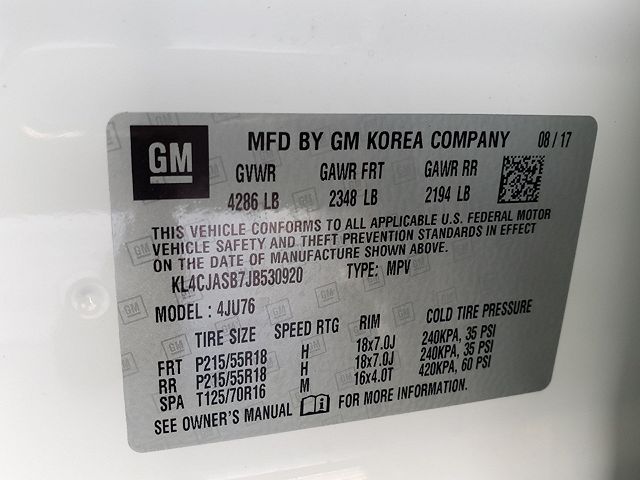 GM
MFD BY GM KOREA COMPANY 08 / 17
GVWR GAWR FRT GAWR RR
4286 LB 2348 LB 2194 LB
THIS VEHICLE CONFORMS TO ALL APPLICABLE U.S. FEDERAL MOTOR
VEHICLE SAFETY AND THEFT PREVENTION STANDARDS IN EFFECT
ON THE DATE OF MANUFACTURE SHOWN ABOVE.
KL4CJASB7JB530920 TYPE: MPV
MODEL : 4JU76
TIRE SIZE SPEED RTG RIM COLD TIRE PRESSURE
FRT P215/55R18 H 18x7.0J 240KPA, 35 PSI
RR P215/55R18 H 18x7.0J 240KPA, 35 PSI
SPA T125/70R16 M 16x4.0T 420KPA, 60 PSI
SEE OWNER'S MANUAL FOR MORE INFORMATION.